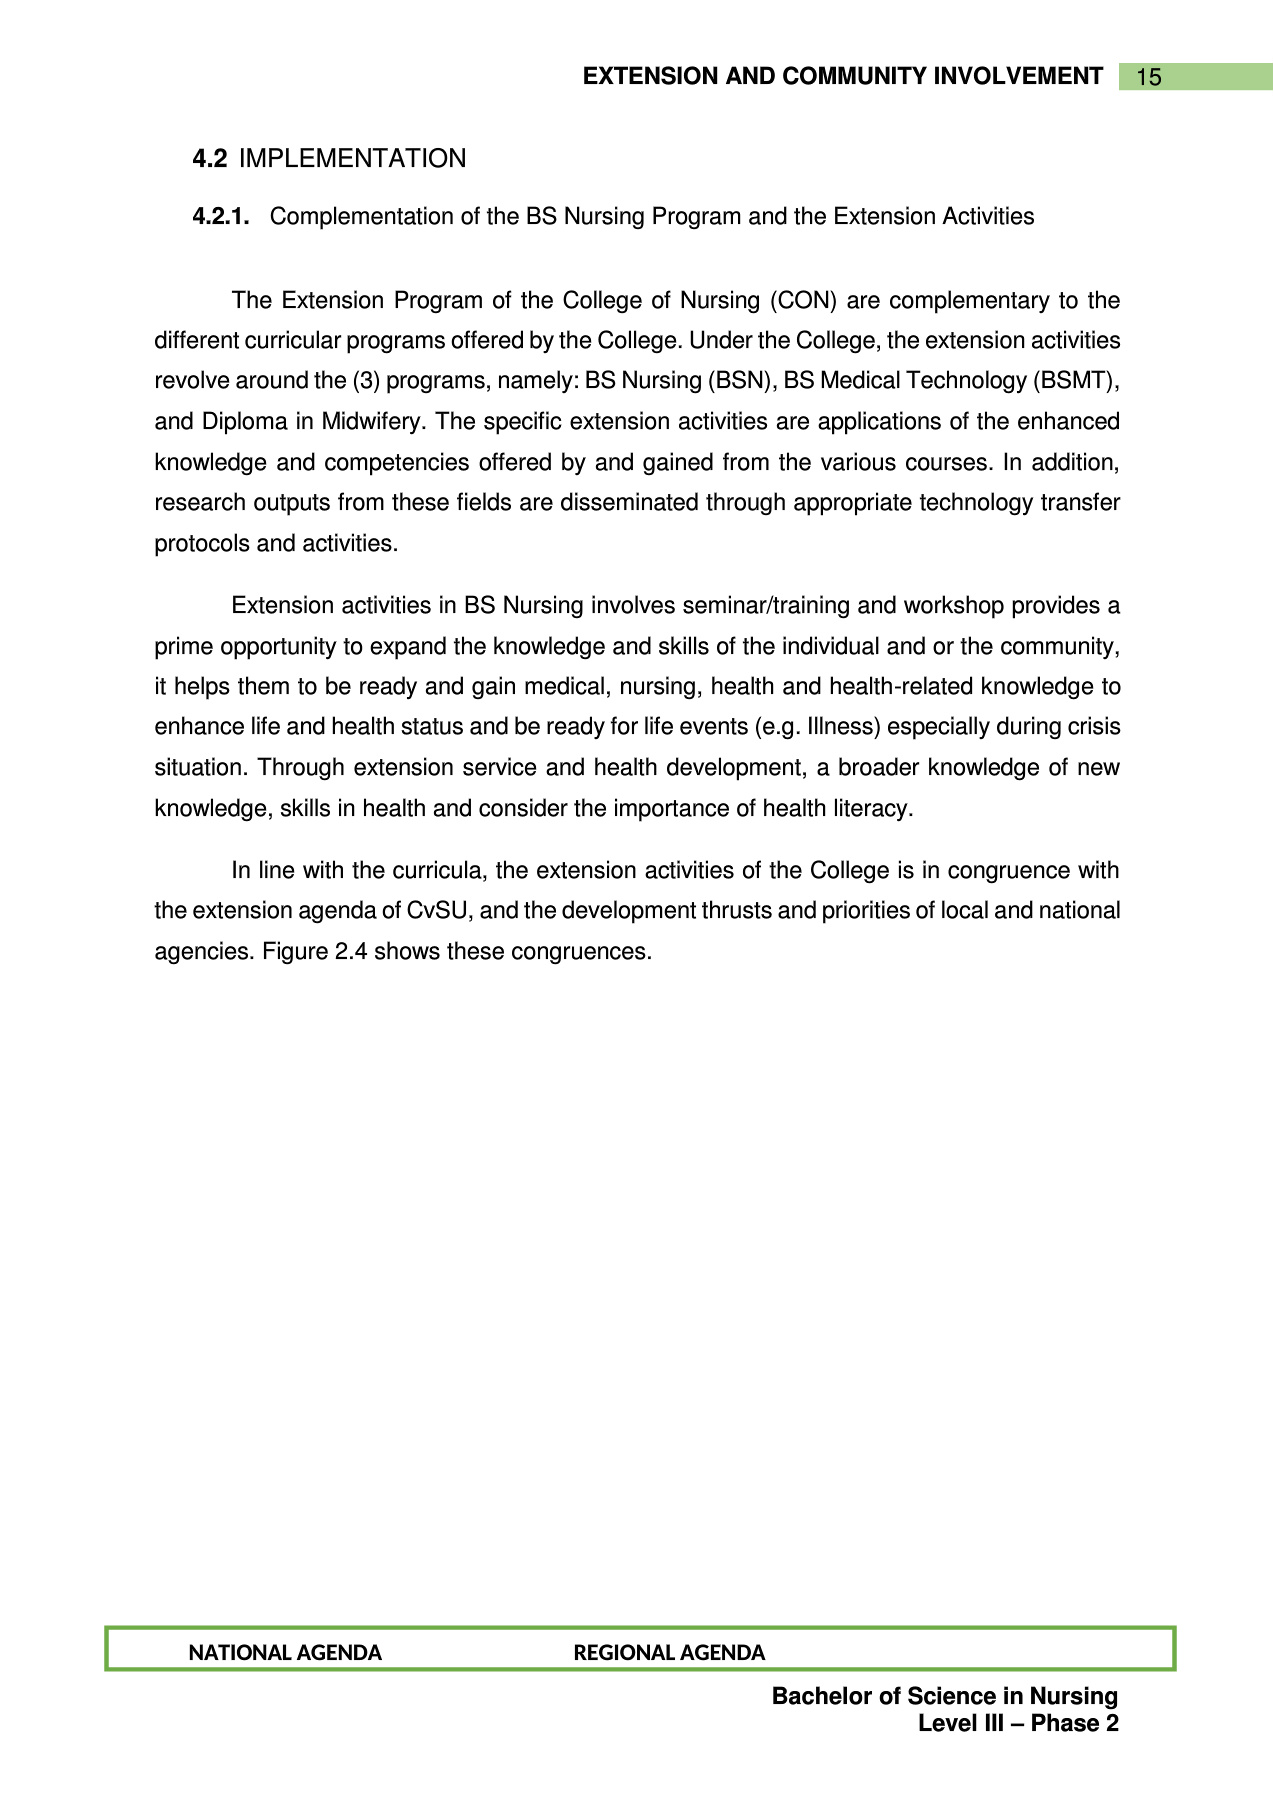 EXTENSION AND COMMUNITY INVOLVEMENT 15
4.2 IMPLEMENTATION
4.2.1. Complementation of the BS Nursing Program and the Extension Activities
The Extension Program of the College of Nursing (CON) are complementary to the
different curricular programs offered by the College. Under the College, the extension activities
revolve around the (3) programs, namely: BS Nursing (BSN), BS Medical Technology (BSMT),
and Diploma in Midwifery. The specific extension activities are applications of the enhanced
knowledge and competencies offered by and gained from the various courses. In addition,
research outputs from these fields are disseminated through appropriate technology transfer
protocols and activities.
Extension activities in BS Nursing involves seminar/training and workshop provides a
prime opportunity to expand the knowledge and skills of the individual and or the community,
it helps them to be ready and gain medical, nursing, health and health-related knowledge to
enhance life and health status and be ready for life events (e.g. Illness) especially during crisis
situation. Through extension service and health development, a broader knowledge of new
knowledge, skills in health and consider the importance of health literacy.
In line with the curricula, the extension activities of the College is in congruence with
the extension agenda of CvSU, and the development thrusts and priorities of local and national
agencies. Figure 2.4 shows these congruences.
NATIONAL AGENDA REGIONAL AGENDA
Bachelor of Science in Nursing
Level III – Phase 2